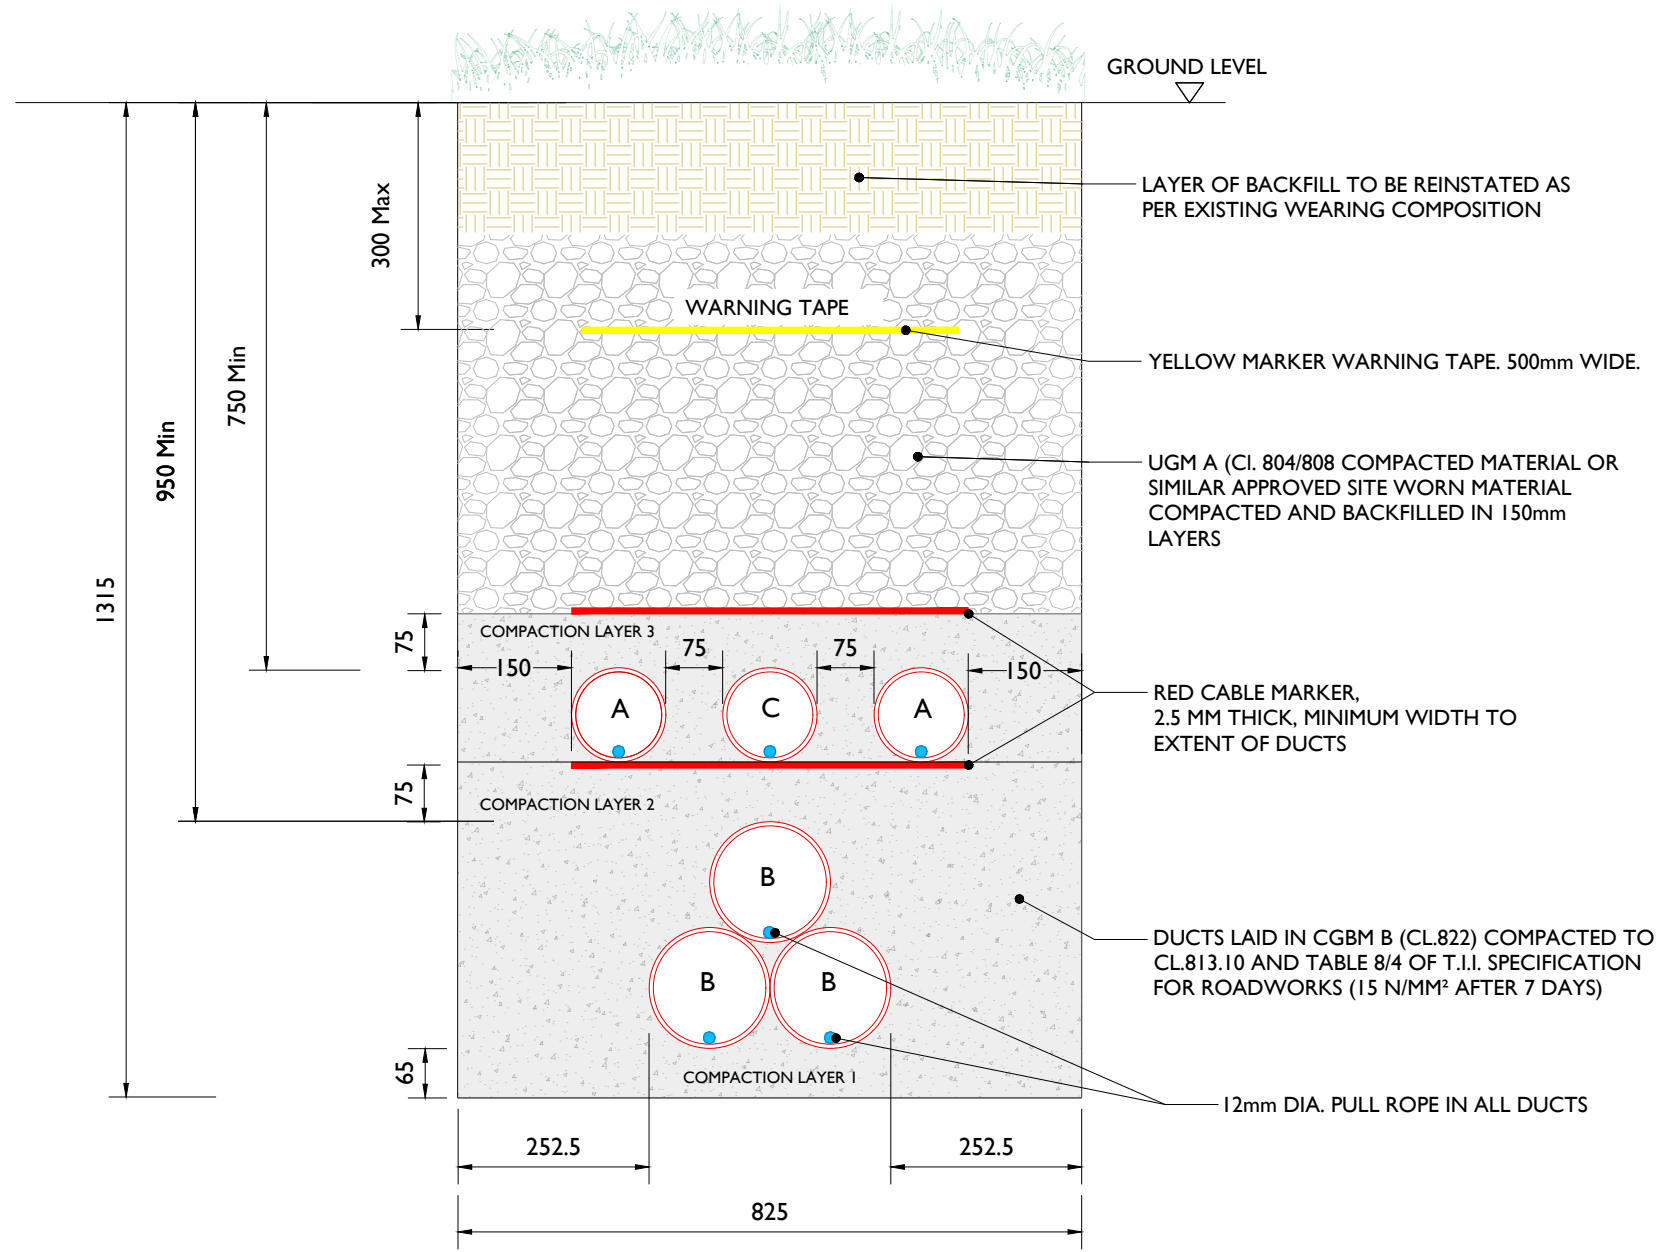 GROUND LEVEL
LAYER OF BACKFILL TO BE REINSTATED AS
PER EXISTING WEARING COMPOSITION
300 Max
WARNING TAPE
YELLOW MARKER WARNING TAPE. 500mm WIDE.
750 Min
950 Min
UGM A (Cl. 804/808 COMPACTED MATERIAL OR
SIMILAR APPROVED SITE WORN MATERIAL
COMPACTED AND BACKFILLED IN 150mm
LAYERS
1315
75
COMPACTION LAYER 3
75
75
150
150
A
C
A
RED CABLE MARKER,
2.5 MM THICK, MINIMUM WIDTH TO
EXTENT OF DUCTS
75
COMPACTION LAYER 2
B
B
B
DUCTS LAID IN CGBM B (CL.822) COMPACTED TO
CL.813.10 AND TABLE 8/4 OF T.I.I. SPECIFICATION
FOR ROADWORKS (15 N/MM² AFTER 7 DAYS)
65
COMPACTION LAYER 1
12mm DIA. PULL ROPE IN ALL DUCTS
252.5
252.5
825